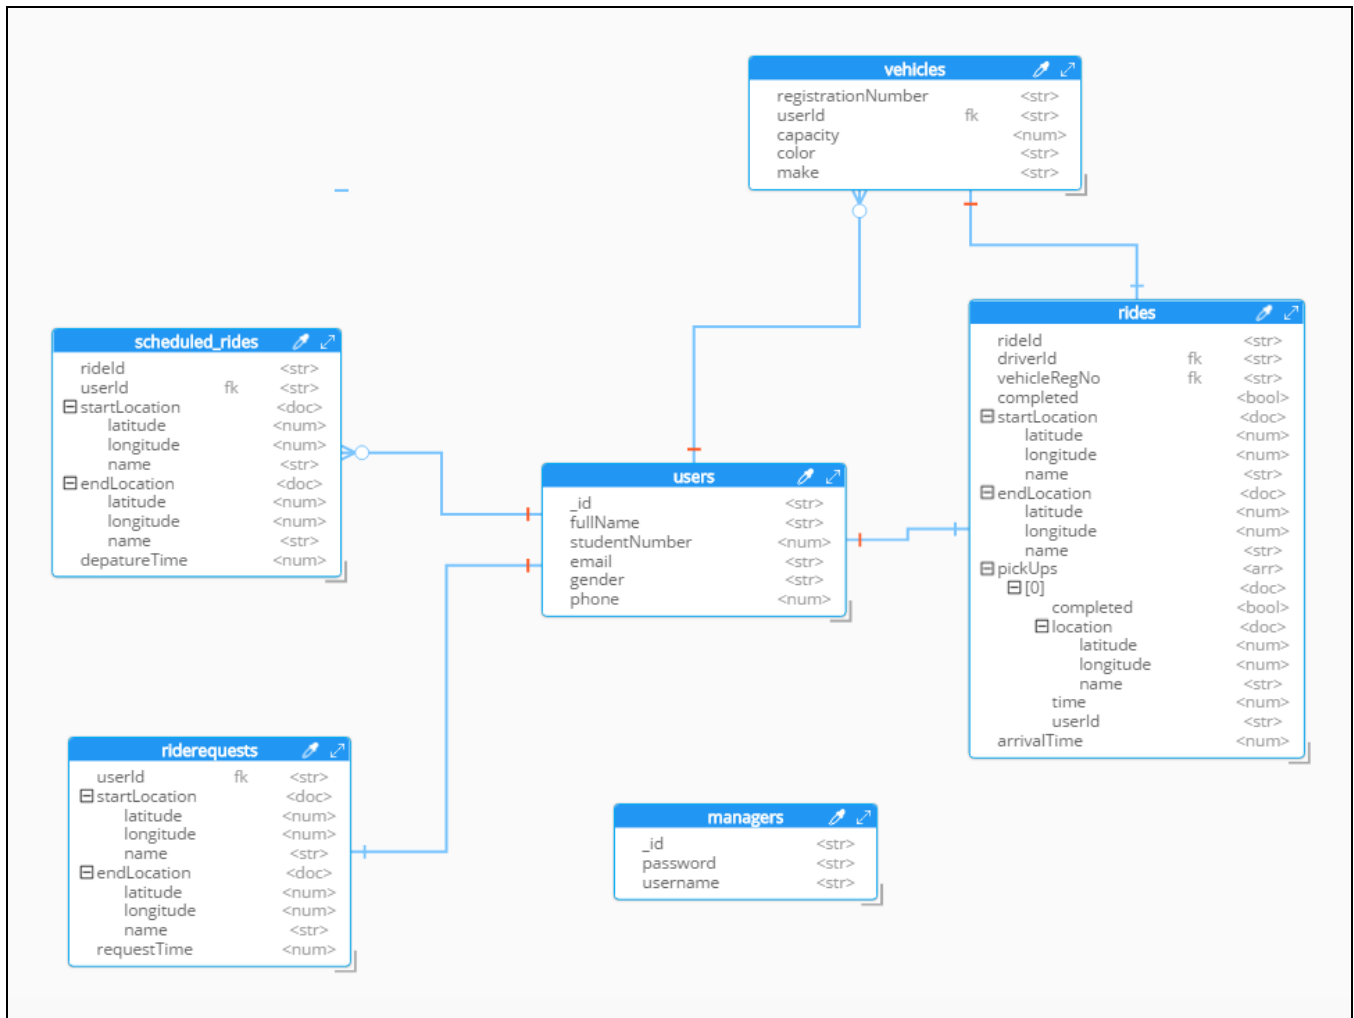 vehicles
registrationNumber <str>
userId fk <str>
capacity <num>
color <str>
make <str>
scheduled_rides
rideId <str>
userId fk <str>
startLocation <doc>
latitude <num>
longitude <num>
name <str>
endLocation <doc>
latitude <num>
longitude <num>
name <str>
depatureTime <num>
users
_id <str>
fullName <str>
studentNumber <num>
email <str>
gender <str>
phone <num>
rides
rideId <str>
driverId fk <str>
vehicleRegNo fk <str>
completed <bool>
startLocation <doc>
latitude <num>
longitude <num>
name <str>
endLocation <doc>
latitude <num>
longitude <num>
name <str>
pickUps <arr>
[0] <doc>
completed <bool>
location <doc>
latitude <num>
longitude <num>
name <str>
time <num>
userId <str>
arrivalTime <num>
riderequests
userId fk <str>
startLocation <doc>
latitude <num>
longitude <num>
name <str>
endLocation <doc>
latitude <num>
longitude <num>
name <str>
requestTime <num>
managers
_id <str>
password <str>
username <str>